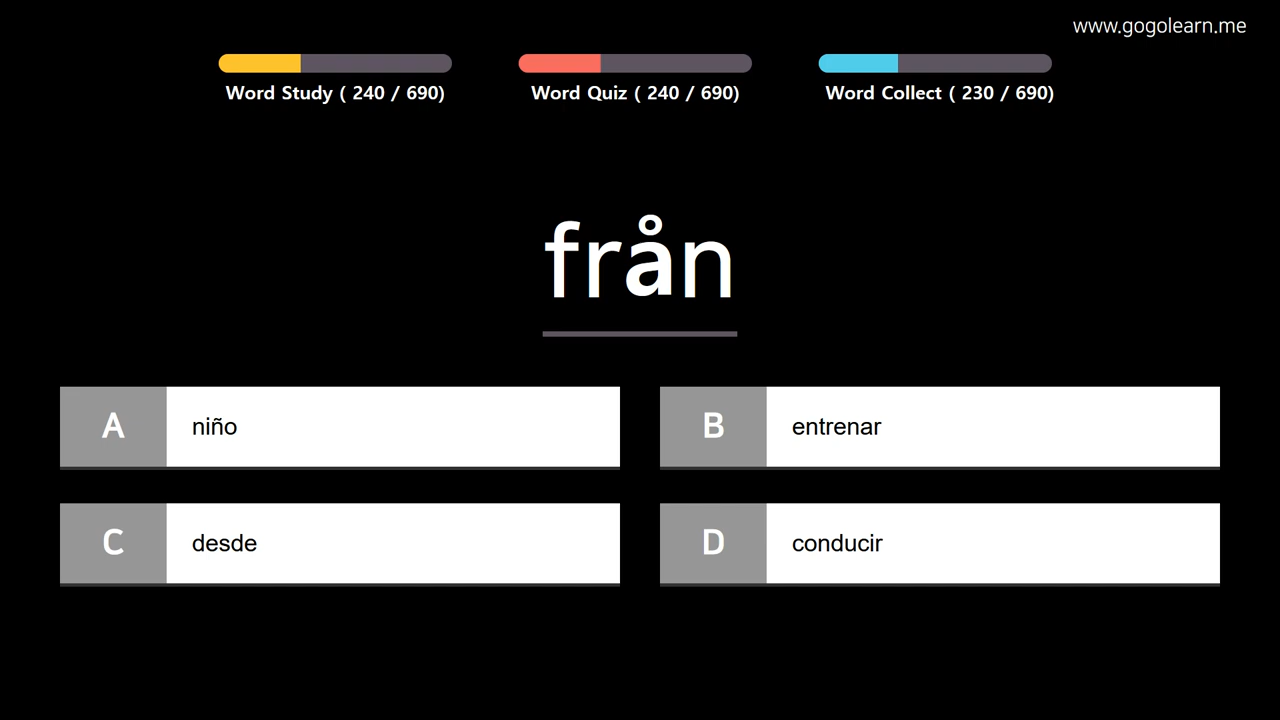 www.gogolearn.me
Word Study ( 240 / 690)
Word Quiz ( 240 / 690)
Word Collect ( 230 / 690)
från
A niño
B entrenar
C desde
D conducir